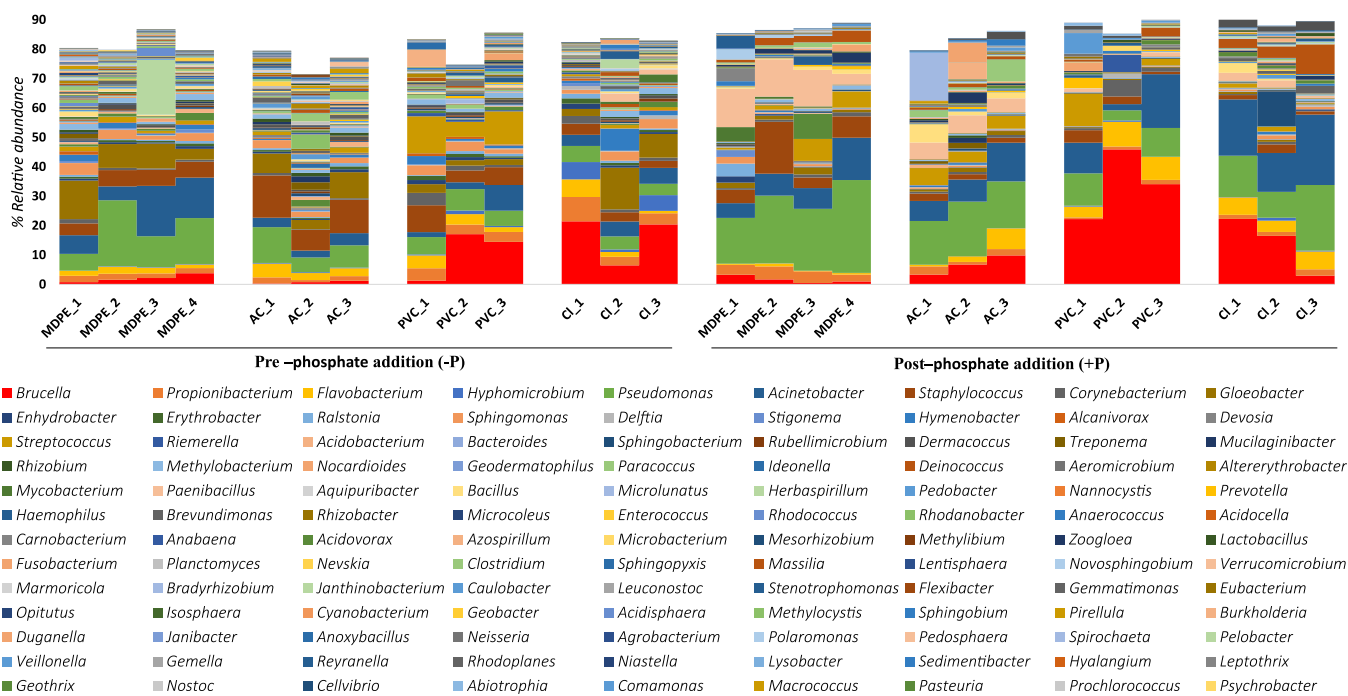 % Relative abundance
90
80
70
60
50
40
30
20
10
0
MDPE_1 MDPE_2 MDPE_3 MDPE_4 AC_1 AC_2 AC_3 PVC_1 PVC_2 PVC_3 CI_1 CI_2 CI_3 MDPE_1 MDPE_2 MDPE_3 MDPE_4 AC_1 AC_2 AC_3 PVC_1 PVC_2 PVC_3 CI_1 CI_2 CI_3
Pre –phosphate addition (-P) Post–phosphate addition (+P)
Brucella Propionibacterium Flavobacterium Hyphomicrobium Pseudomonas Acinetobacter Staphylococcus Corynebacterium Gloeobacter
Enhydrobacter Erythrobacter Ralstonia Sphingomonas Delftia Stigonema Hymenobacter Alcanivorax Devosia
Streptococcus Riemerella Acidobacterium Bacteroides Sphingobacterium Rubellimicrobium Dermacoccus Treponema Mucilaginibacter
Rhizobium Methylobacterium Nocardioides Geodermatophilus Paracoccus Ideonella Deinococcus Aeromicrobium Altererythrobacter
Mycobacterium Paenibacillus Aquipuribacter Bacillus Microlunatus Herbaspirillum Pedobacter Nannocystis Prevotella
Haemophilus Brevundimonas Rhizobacter Microcoleus Enterococcus Rhodococcus Rhodanobacter Anaerococcus Acidocella
Carnobacterium Anabaena Acidovorax Azospirillum Microbacterium Mesorhizobium Methylibium Zoogloea Lactobacillus
Fusobacterium Planctomyces Nevskia Clostridium Sphingopyxis Massilia Lentisphaera Novosphingobium Verrucomicrobium
Marmoricola Bradyrhizobium Janthinobacterium Caulobacter Leuconostoc Stenotrophomonas Flexibacter Gemmatimonas Eubacterium
Opitutus Isosphaera Cyanobacterium Geobacter Acidisphaera Methylocystis Sphingobium Pirellula Burkholderia
Duganella Janibacter Anoxybacillus Neisseria Agrobacterium Polaromonas Pedosphaera Spirochaeta Pelobacter
Veillonella Gemella Reyranella Rhodoplanes Niastella Lysobacter Sedimentibacter Hyalangium Leptothrix
Geothrix Nostoc Cellvibrio Abiotrophia Comamonas Macrococcus Pasteuria Prochlorococcus Psychrobacter